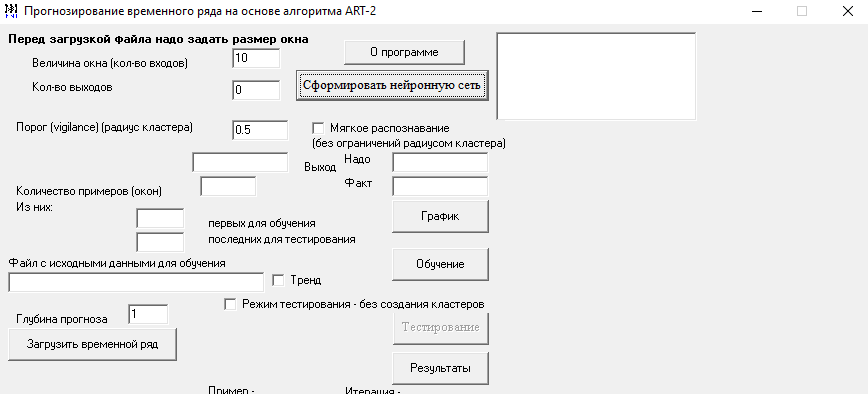 Прогнозирование временного ряда на основе алгоритма ART-2
Перед загрузкой файла надо задать размер окна
Величина окна (кол-во входов)
10
О программе
Кол-во выходов
0
Сформировать нейронную сеть
Порог (vigilance) (радиус кластера)
0.5
Мягкое распознавание
(без ограничений радиусом кластера)
Выход
Надо
Факт
Количество примеров (окон)
Из них:
первых для обучения
последних для тестирования
График
Файл с исходными данными для обучения
Обучение
Тренд
Режим тестирования - без создания кластеров
Глубина прогноза
1
Тестирование
Загрузить временной ряд
Результаты
Пример -
Итерация -